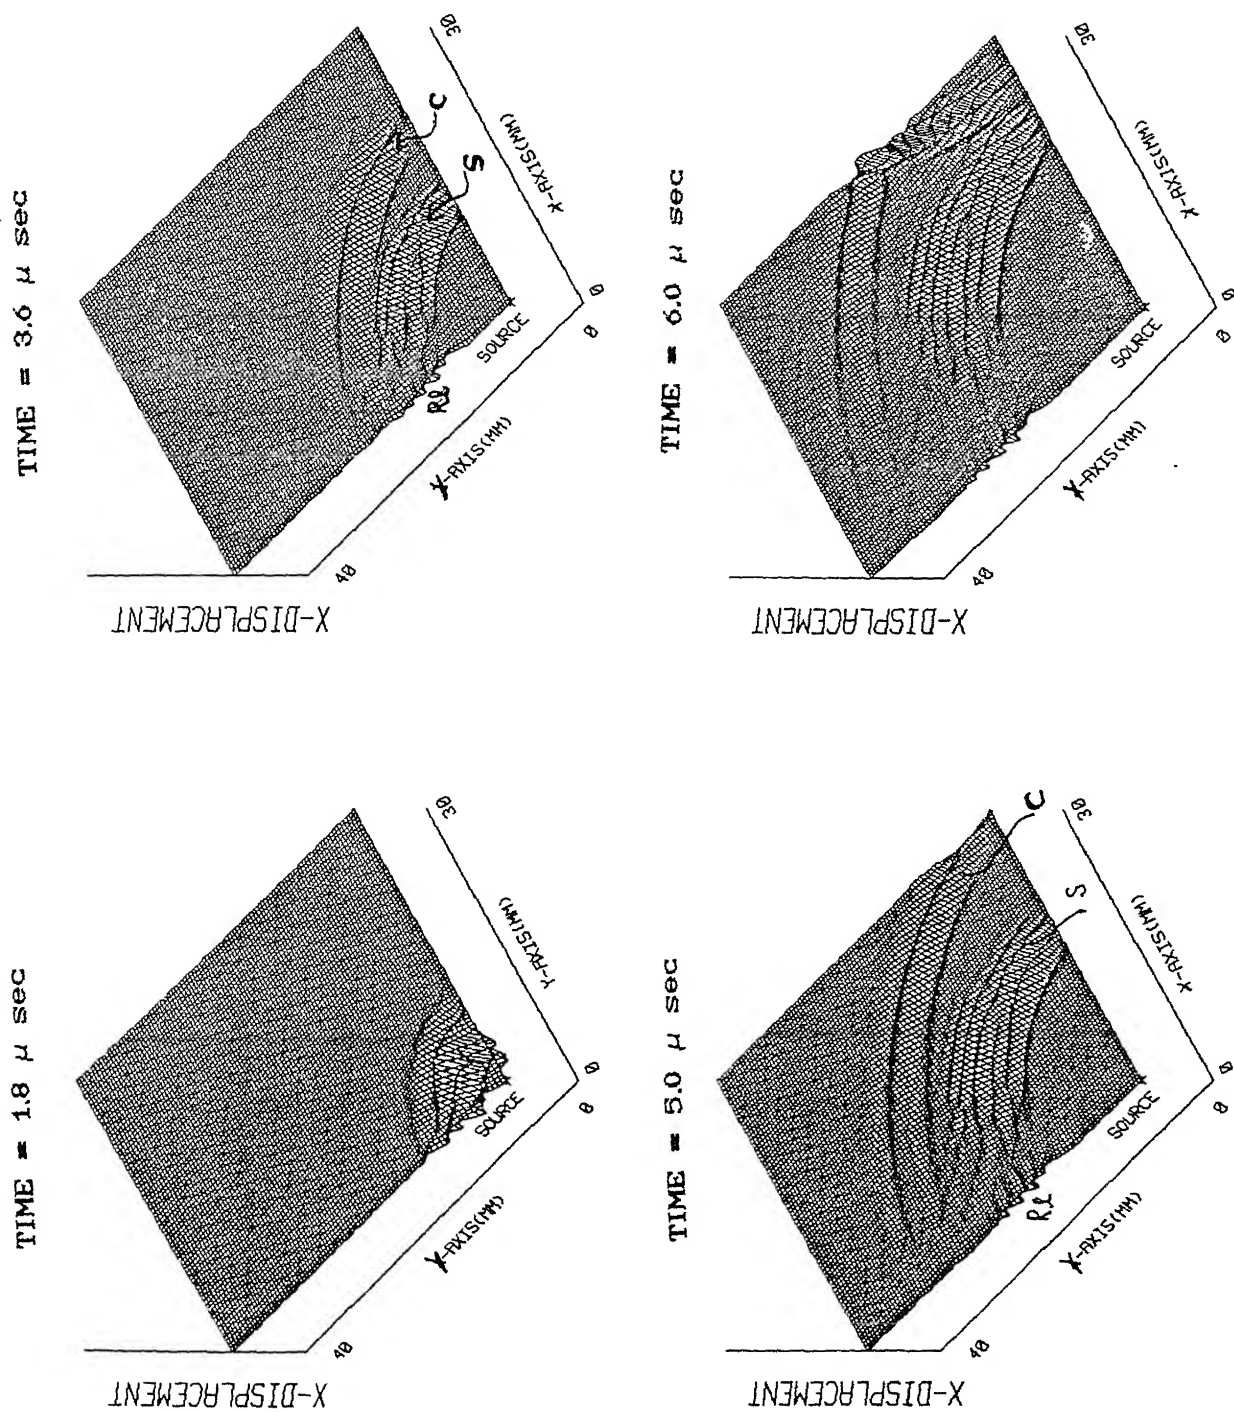 TIME = 1.8 μ sec
X-DISPLACEMENT
40
Y-AXIS(MM)
SOURCE
0
0
Y-AXIS(MM)
30
TIME = 3.6 μ sec
X-DISPLACEMENT
40
Y-AXIS(MM)
Rl
SOURCE
0
0
X-AXIS(MM)
30
S
C
TIME = 5.0 μ sec
X-DISPLACEMENT
40
Y-AXIS(MM)
Rl
SOURCE
0
0
X-AXIS(MM)
30
S
C
TIME = 6.0 μ sec
X-DISPLACEMENT
40
Y-AXIS(MM)
SOURCE
0
0
X-AXIS(MM)
30